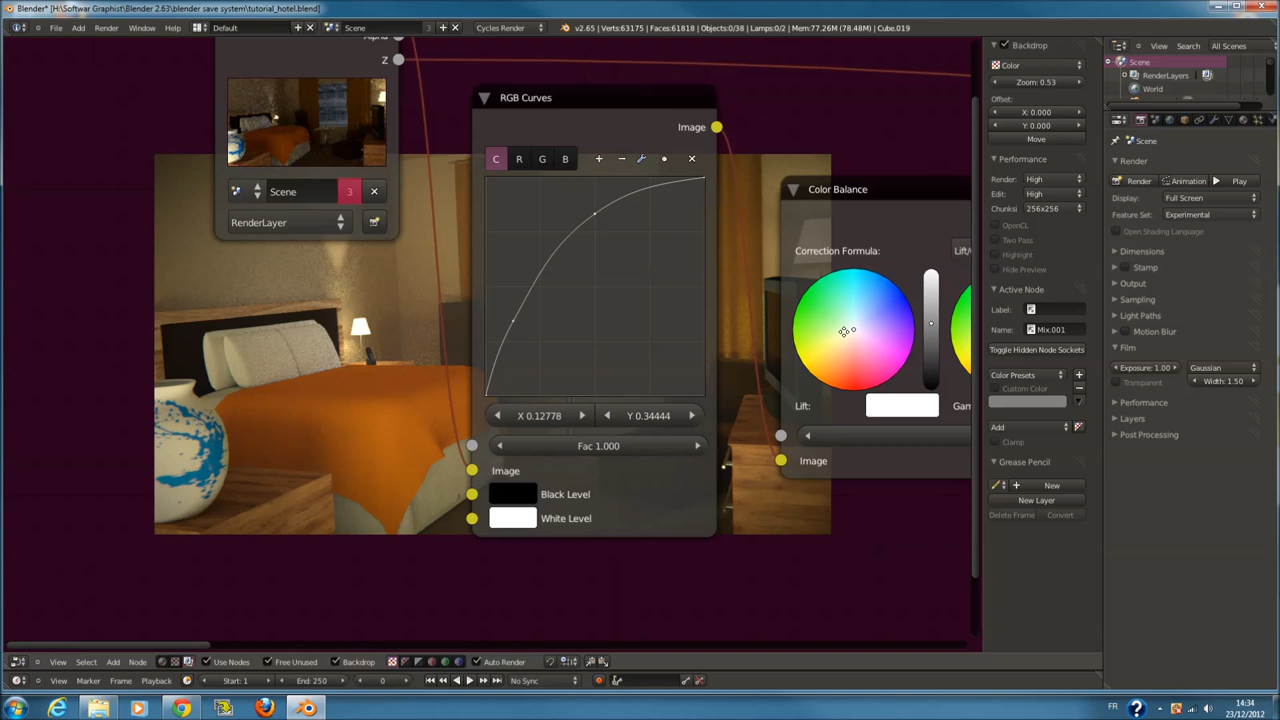 Blender* [H:\Softwar Graphist\Blender 2.63\blender save system\tutorial_hotel.blend]
File Add Render Window Help Default Scene 3 Cycles Render v2.65 | Verts:63175 | Faces:61818 | Objects:0/38 | Lamps:0/2 | Mem:77.26M (78.48M) | Cube.019
View Search All Scenes
Scene
RenderLayers
World
Alpha
Z
Scene 3
RenderLayer
RGB Curves
Image
C R G B
X 0.12778 Y 0.34444
Fac 1.000
Image
Black Level
White Level
Color Balance
Correction Formula: Lift/
Lift: Gam
Image
Backdrop
Color
Zoom: 0.53
Offset:
X: 0.000
Y: 0.000
Move
Performance
Render: High
Edit: High
Chunksi 256x256
OpenCL
Two Pass
Highlight
Hide Preview
Active Node
Label:
Name: Mix.001
Toggle Hidden Node Sockets
Color Presets
Custom Color
Add
Clamp
Grease Pencil
New
New Layer
Delete Frame Convert
Scene
Render
Render Animation Play
Display: Full Screen
Feature Set: Experimental
Open Shading Language
Dimensions
Stamp
Output
Sampling
Light Paths
Motion Blur
Film
Exposure: 1.00 Gaussian
Transparent Width: 1.50
Performance
Layers
Post Processing
View Select Add Node Use Nodes Free Unused Backdrop Auto Render
View Marker Frame Playback Start: 1 End: 250 0 No Sync
FR 14:34
23/12/2012